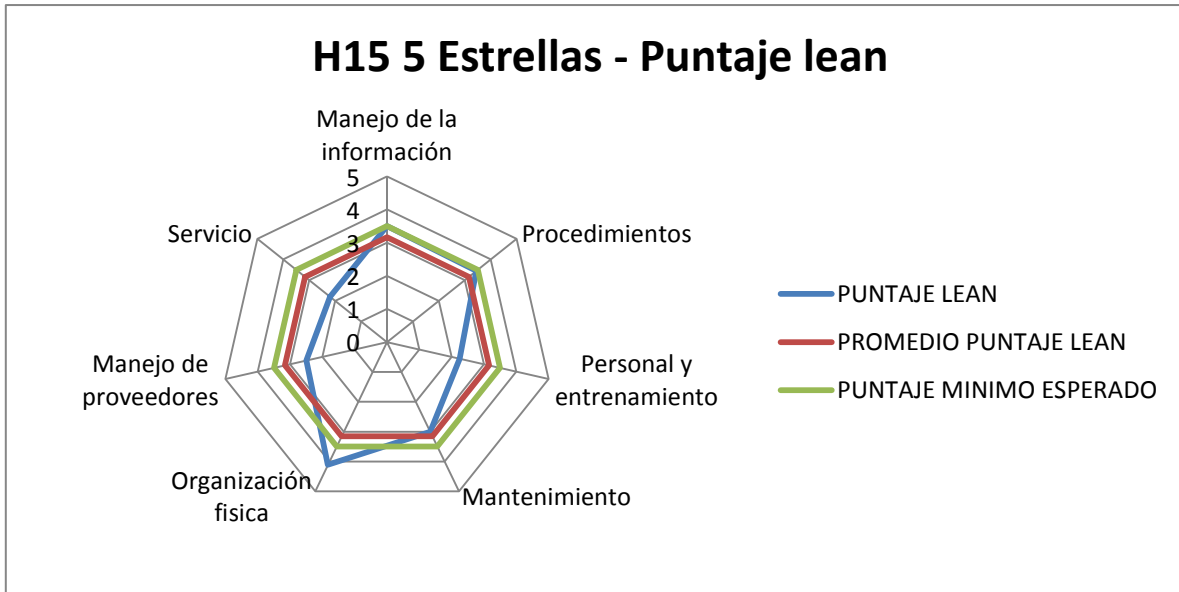 H15 5 Estrellas - Puntaje lean
Manejo de la
información
5
4
3
2
1
0
Procedimientos
Personal y
entrenamiento
Mantenimiento
Organización
fisica
Manejo de
proveedores
Servicio
PUNTAJE LEAN
PROMEDIO PUNTAJE LEAN
PUNTAJE MINIMO ESPERADO